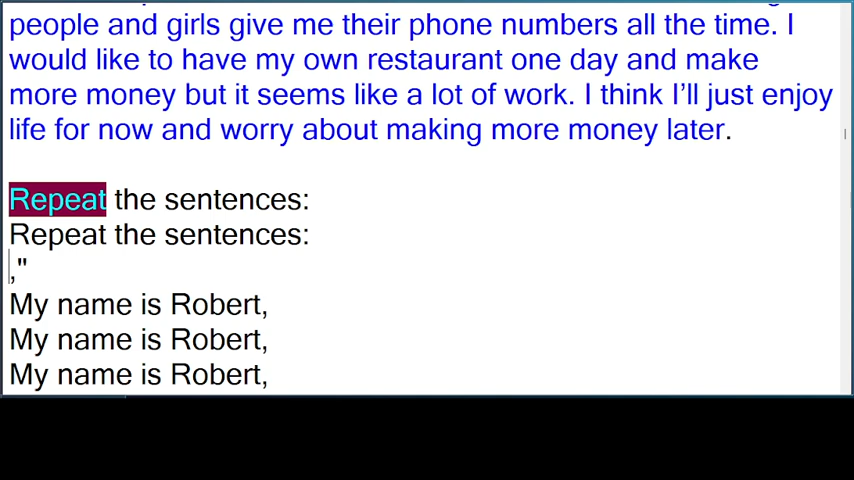 people and girls give me their phone numbers all the time. I
would like to have my own restaurant one day and make
more money but it seems like a lot of work. I think I’ll just enjoy
life for now and worry about making more money later.
Repeat the sentences:
Repeat the sentences:
,"
My name is Robert,
My name is Robert,
My name is Robert,